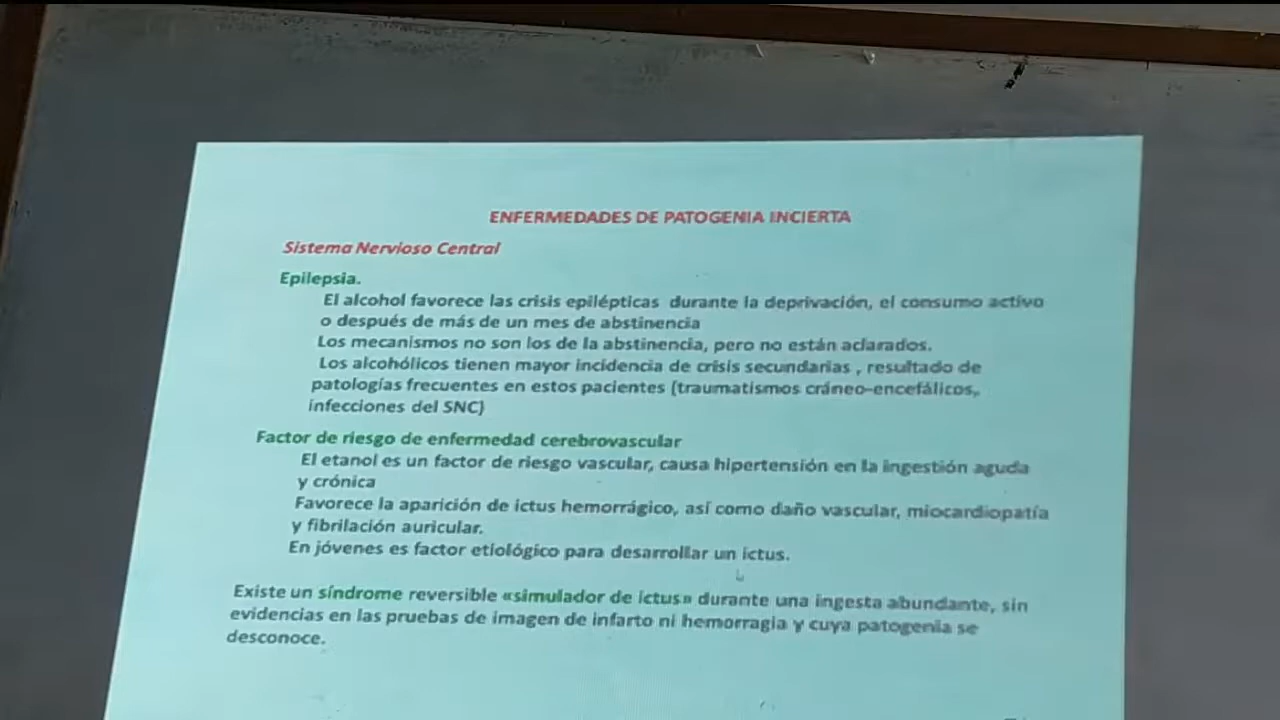 ENFERMEDADES DE PATOGENIA INCIERTA
Sistema Nervioso Central
Epilepsia.
El alcohol favorece las crisis epilépticas durante la deprivación, el consumo activo
o después de más de un mes de abstinencia
Los mecanismos no son los de la abstinencia, pero no están aclarados.
Los alcohólicos tienen mayor incidencia de crisis secundarias , resultado de
patologías frecuentes en estos pacientes (traumatismos cráneo-encefálicos,
infecciones del SNC)
Factor de riesgo de enfermedad cerebrovascular
El etanol es un factor de riesgo vascular, causa hipertensión en la ingestión aguda
y crónica
Favorece la aparición de ictus hemorrágico, así como daño vascular, miocardiopatía
y fibrilación auricular.
En jóvenes es factor etiológico para desarrollar un ictus.
Existe un síndrome reversible «simulador de ictus» durante una ingesta abundante, sin
evidencias en las pruebas de imagen de infarto ni hemorragia y cuya patogenia se
desconoce.